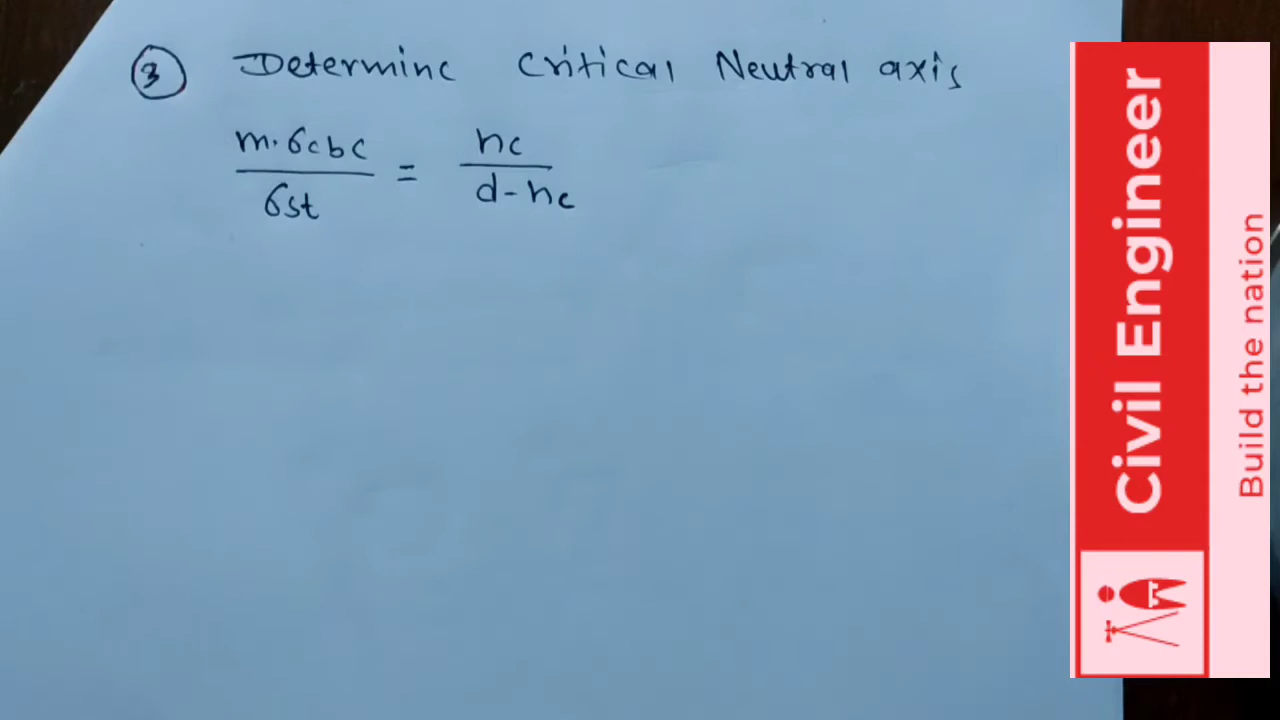 ③ Determine Critical Neutral axis
m·σcbc / σst = nc / d-nc
Civil Engineer
Build the nation